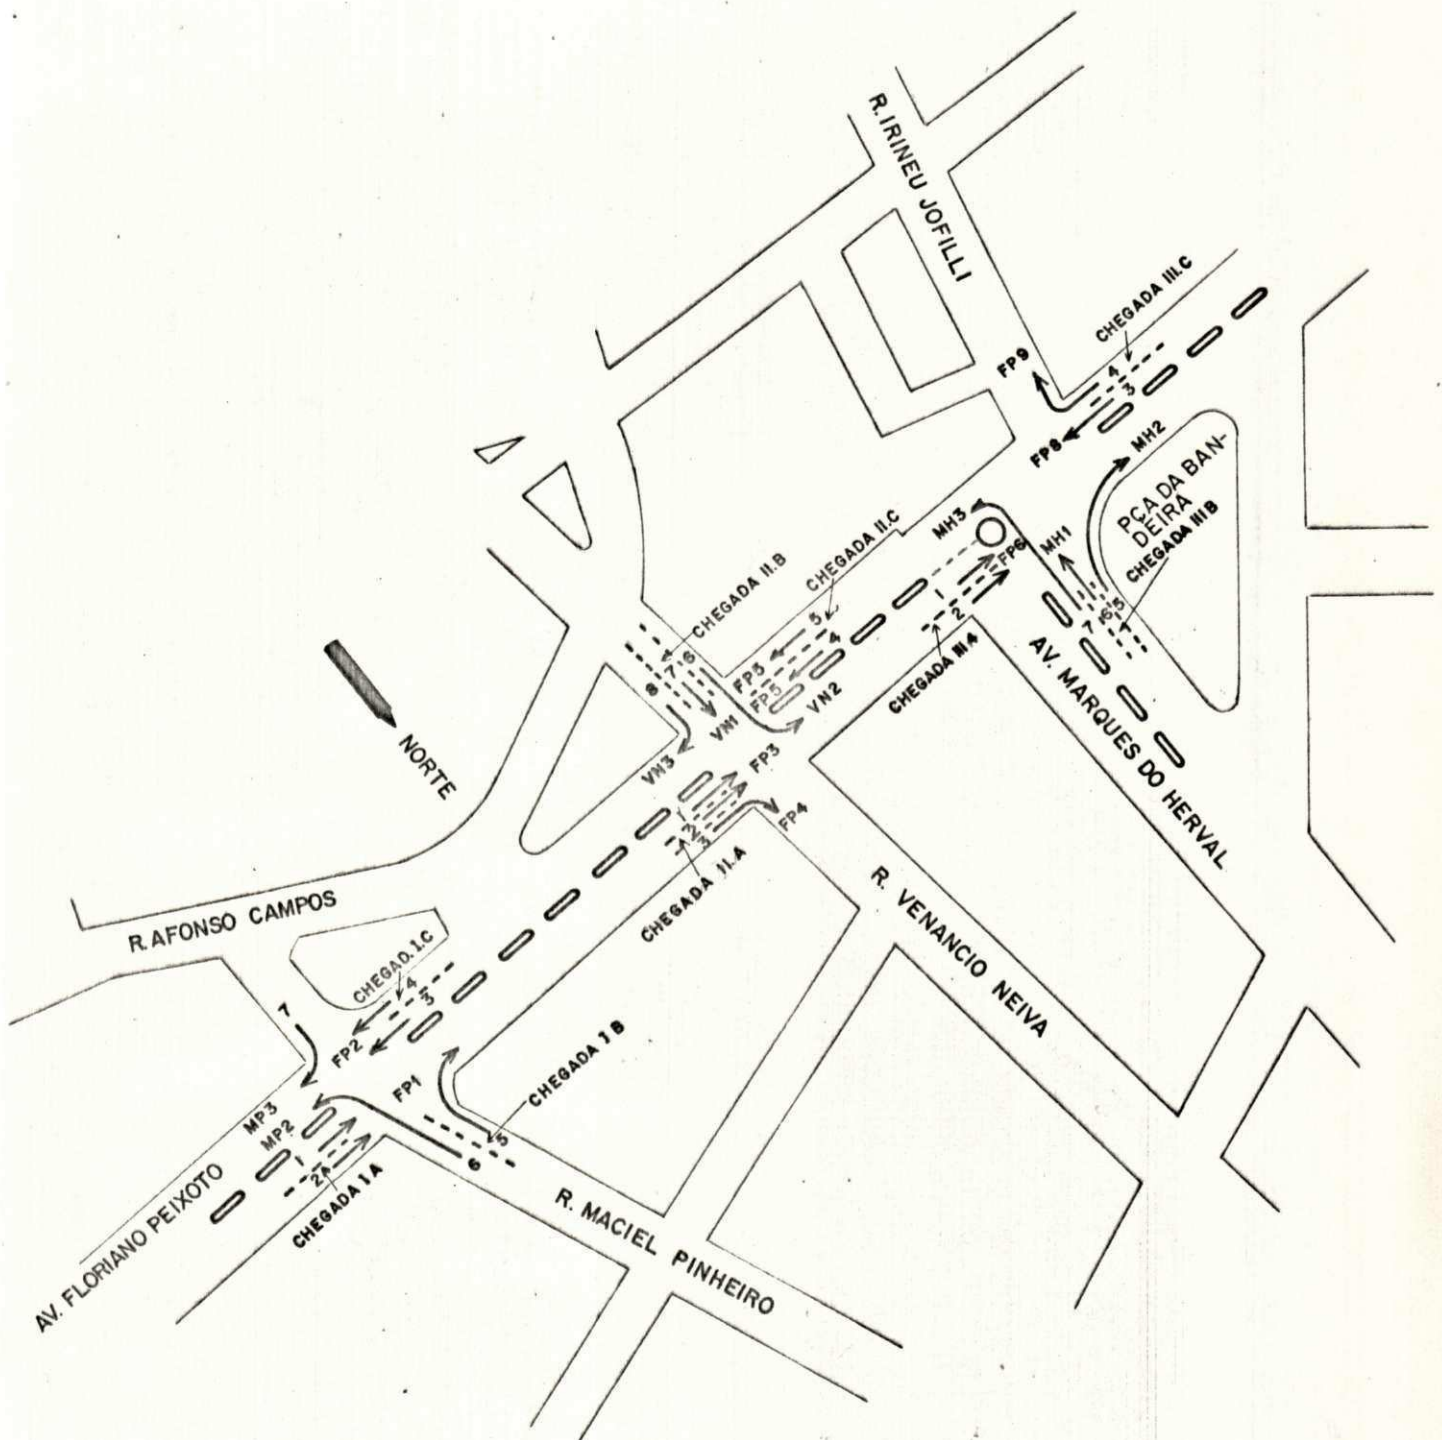 R. IRINEU JOFILLI
CHEGADA III.C
FP9
4
3
FP8
MH2
PÇA DA BAN-
DEIRA
CHEGADA III B
MH3
MH1
FP6
CHEGADA II.C
CHEGADA II.B
5
4
1
2
7
6
5
CHEGADA III A
AV. MARQUES DO HERVAL
8
7
6
FP5
FP5
VN2
VN1
VN3
FP3
FP4
2
3
CHEGADA II.A
NORTE
R. AFONSO CAMPOS
R. VENANCIO NEIVA
CHEGAD. I.C
4
3
7
FP2
FP1
CHEGADA I B
5
6
MP3
MP2
1
2A
CHEGADA I A
AV. FLORIANO PEIXOTO
R. MACIEL PINHEIRO